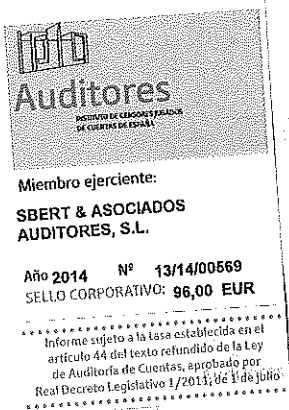 Auditores
INSTITUTO DE CENSORES JURADOS
DE CUENTAS DE ESPAÑA
Miembro ejerciente:
SBERT & ASOCIADOS
AUDITORES, S.L.
Año 2014 Nº 13/14/00569
SELLO CORPORATIVO: 96,00 EUR
Informe sujeto a la tasa establecida en el
artículo 44 del texto refundido de la Ley
de Auditoría de Cuentas, aprobado por
Real Decreto Legislativo 1/2011, de 1 de julio